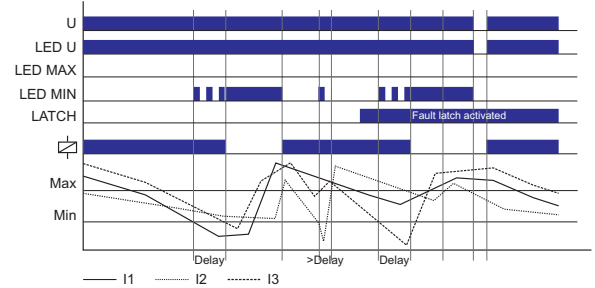 U
LED U
LED MAX
LED MIN
LATCH
Fault latch activated
Max
Min
Delay >Delay Delay
I1 I2 I3